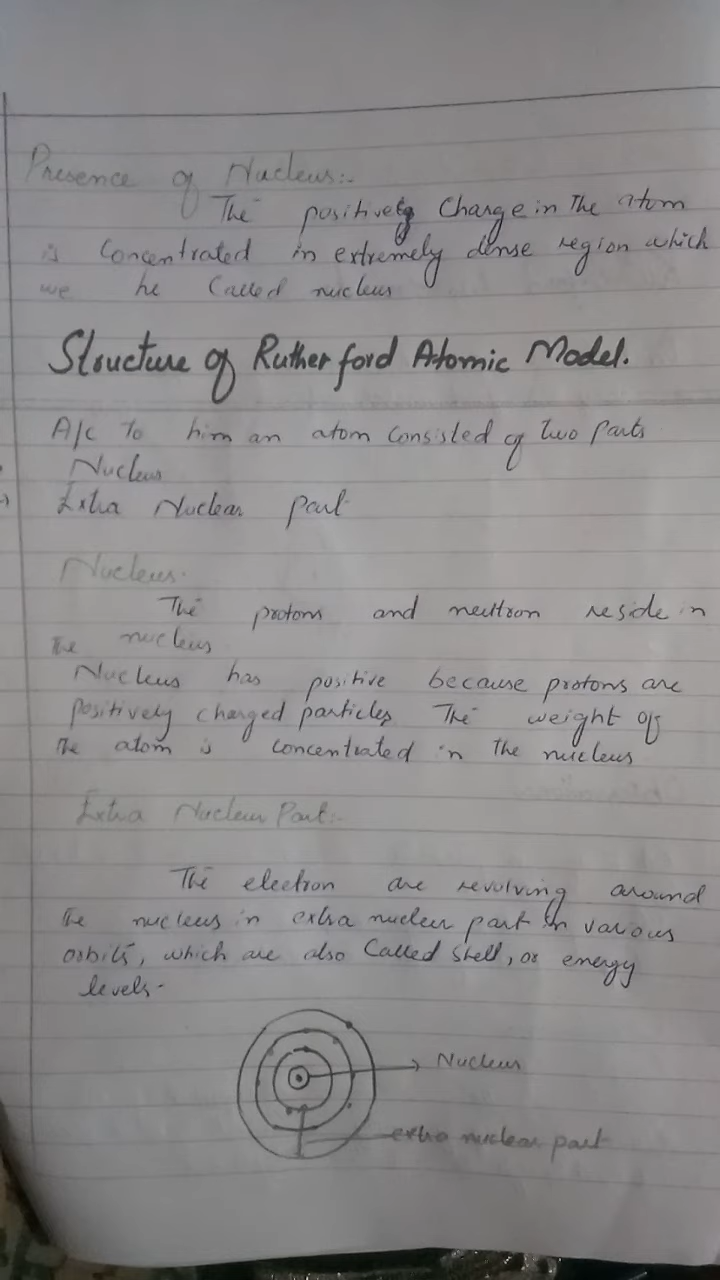 Presence of Nucleus:-
The positively Charge in The atom
is Concentrated in extremely dense region which
we he Called nucleus
Structure of Rutherford Atomic Model.
A/c To him an atom Consisted of Two Parts
Nucleus
Extra Nuclear part
Nucleus.
The protons and neutron reside in
The nucleus
Nucleus has positive because protons are
positively charged particles The weight of
The atom is concentrated in the nucleus
Extra Nuclear Part:-
The electron are revolving around
The nucleus in extra nuclear part in various
orbits, which are also Called shell, or energy
levels-
Nucleus
extra nuclear part